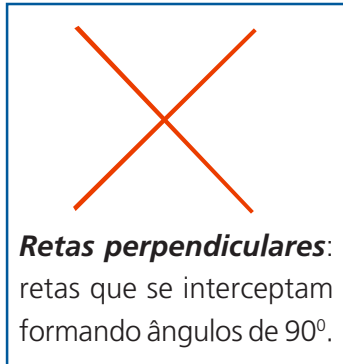 Retas perpendiculares:
retas que se interceptam
formando ângulos de 90⁰.